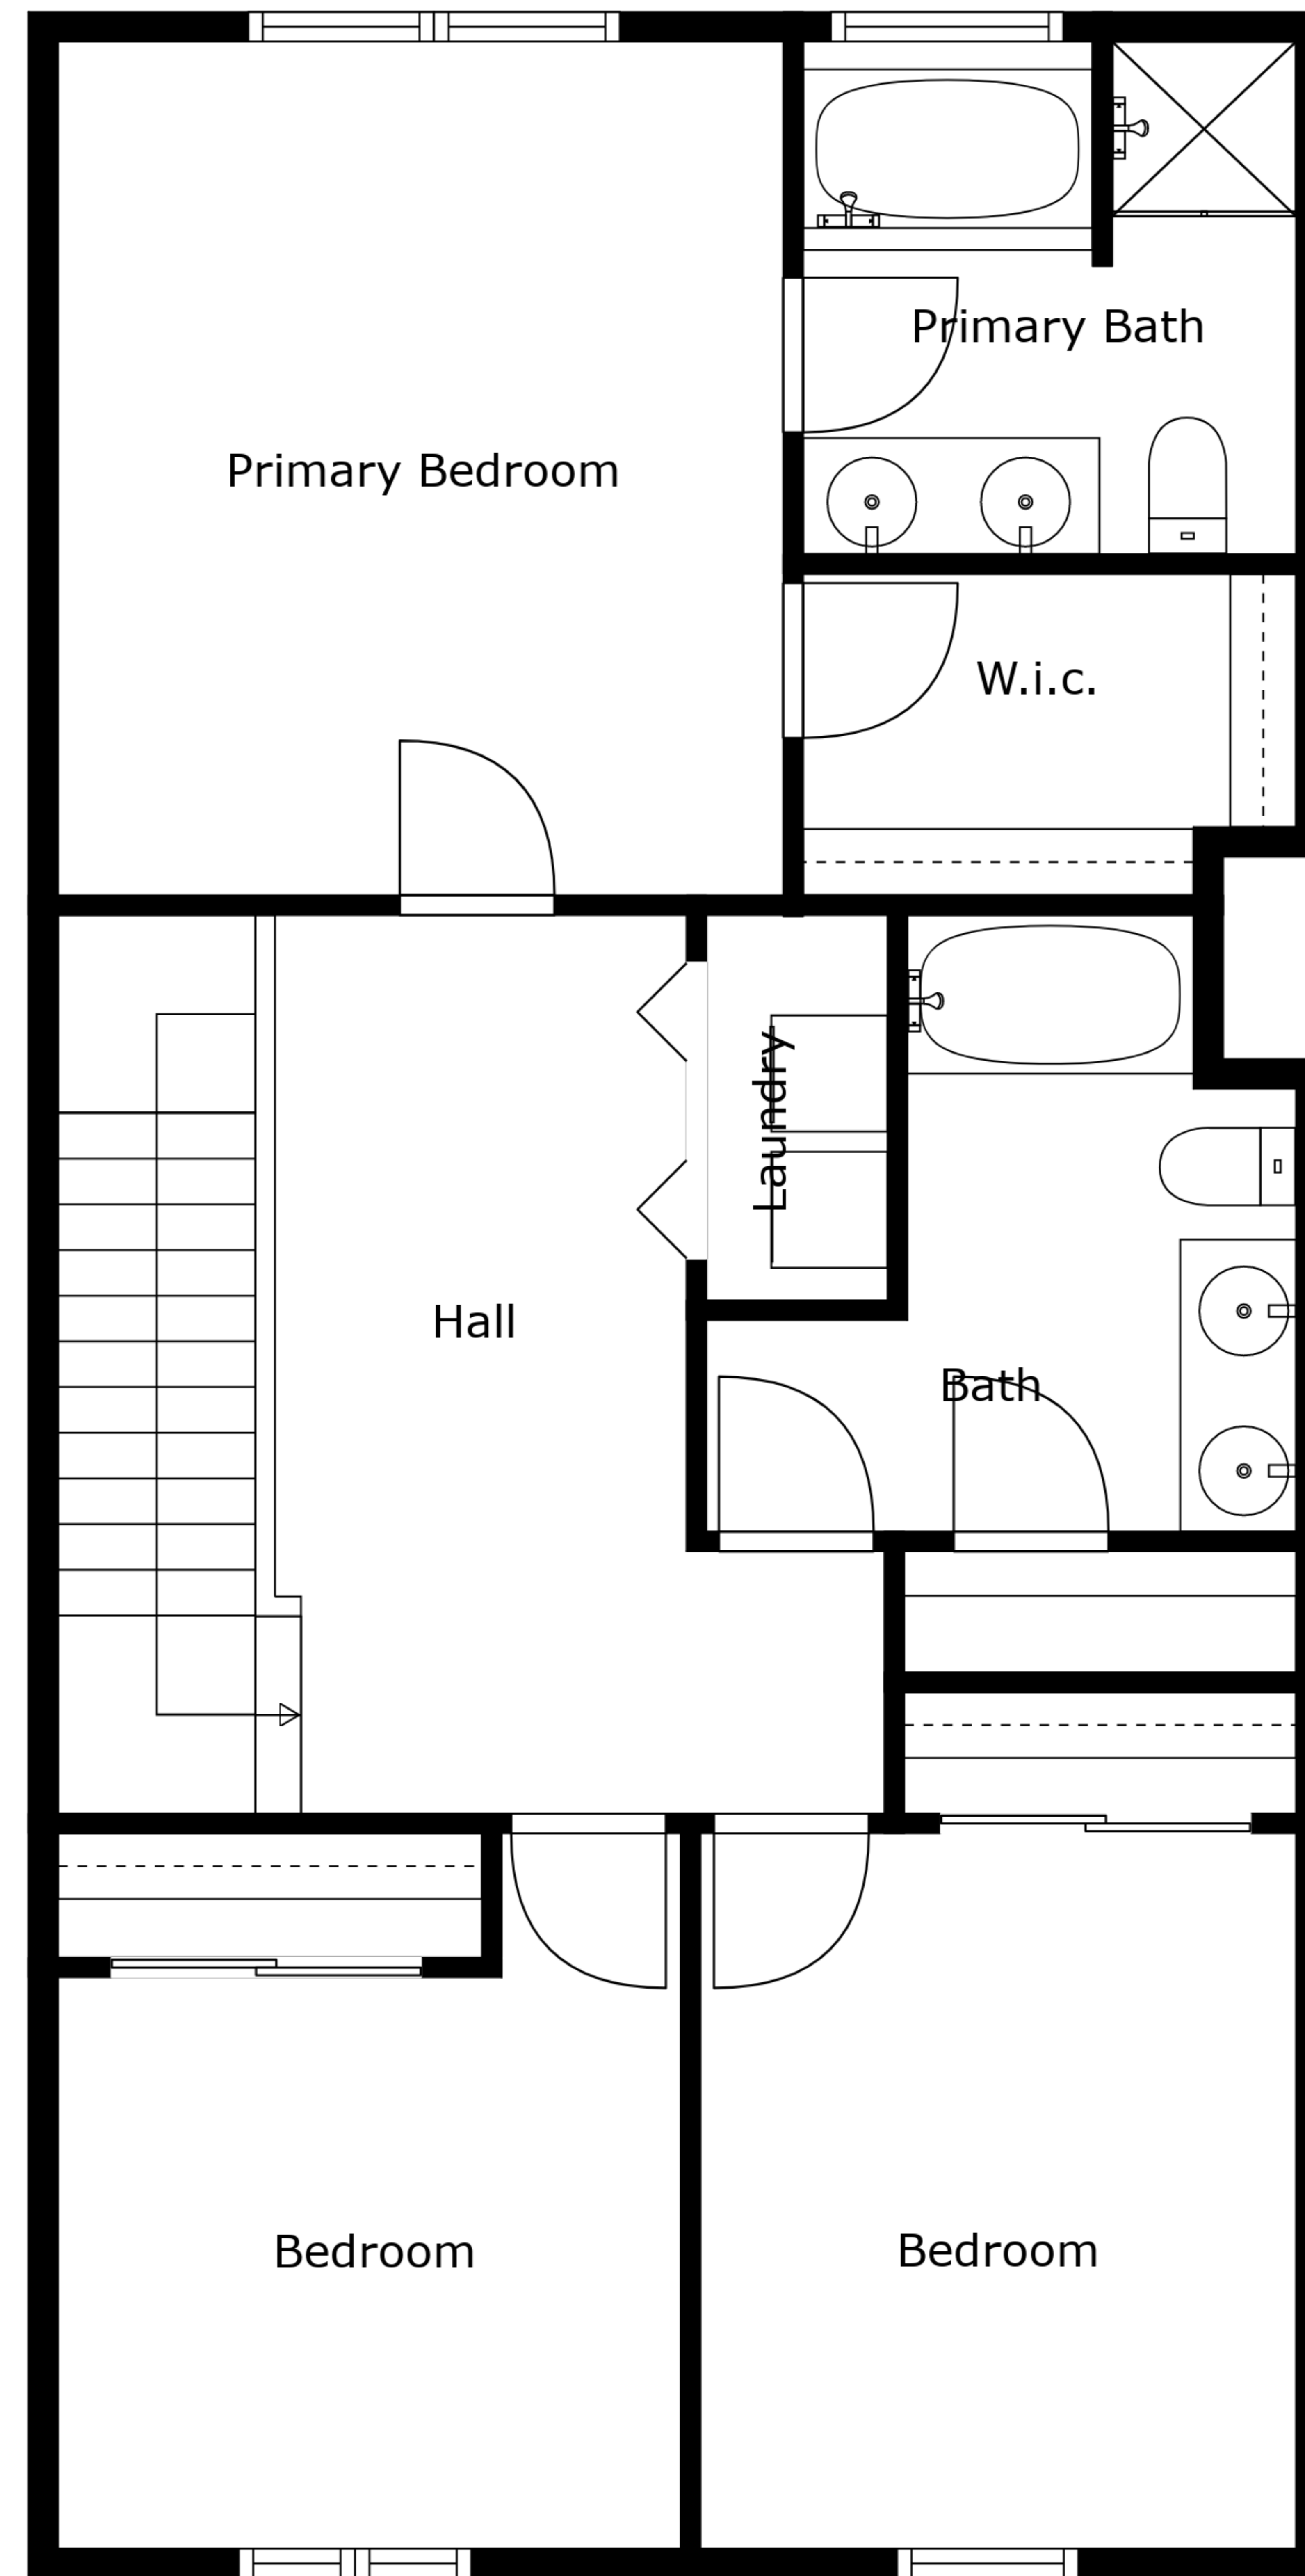 Primary Bath
Primary Bedroom
W.i.c.
Laundry
Hall
Bath
Bedroom
Bedroom